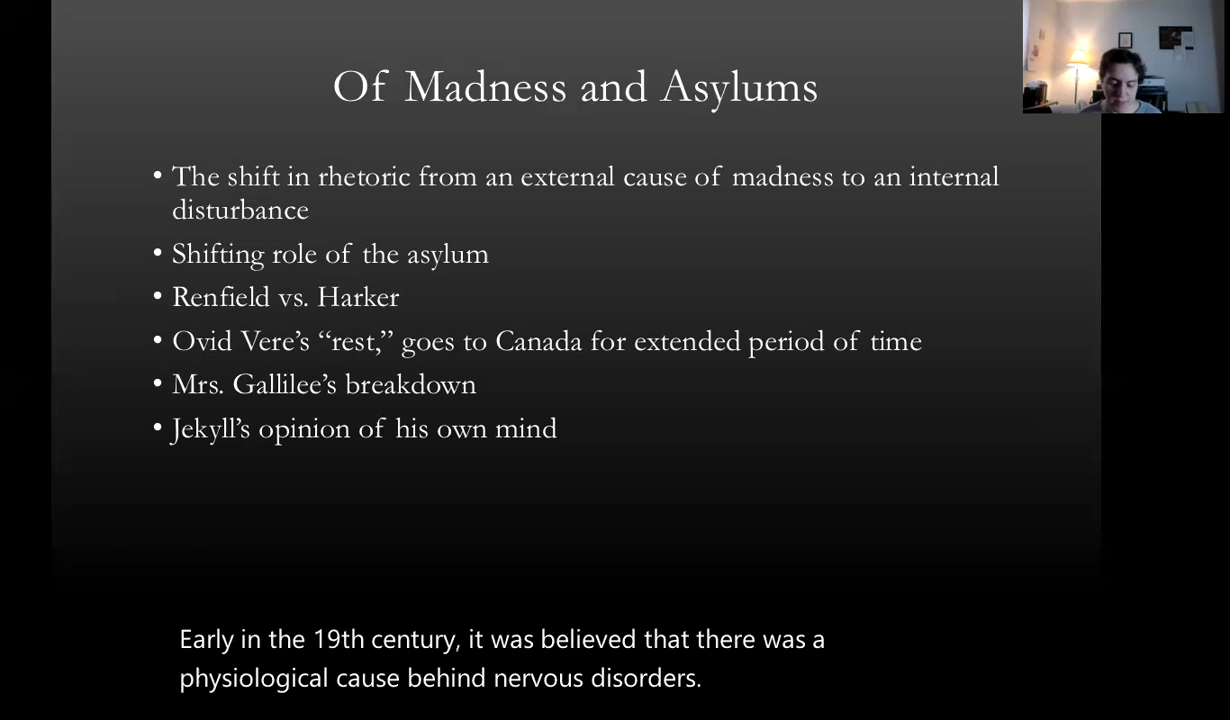 Of Madness and Asylums
• The shift in rhetoric from an external cause of madness to an internal
disturbance
• Shifting role of the asylum
• Renfield vs. Harker
• Ovid Vere’s “rest,” goes to Canada for extended period of time
• Mrs. Gallilee’s breakdown
• Jekyll’s opinion of his own mind
Early in the 19th century, it was believed that there was a
physiological cause behind nervous disorders.